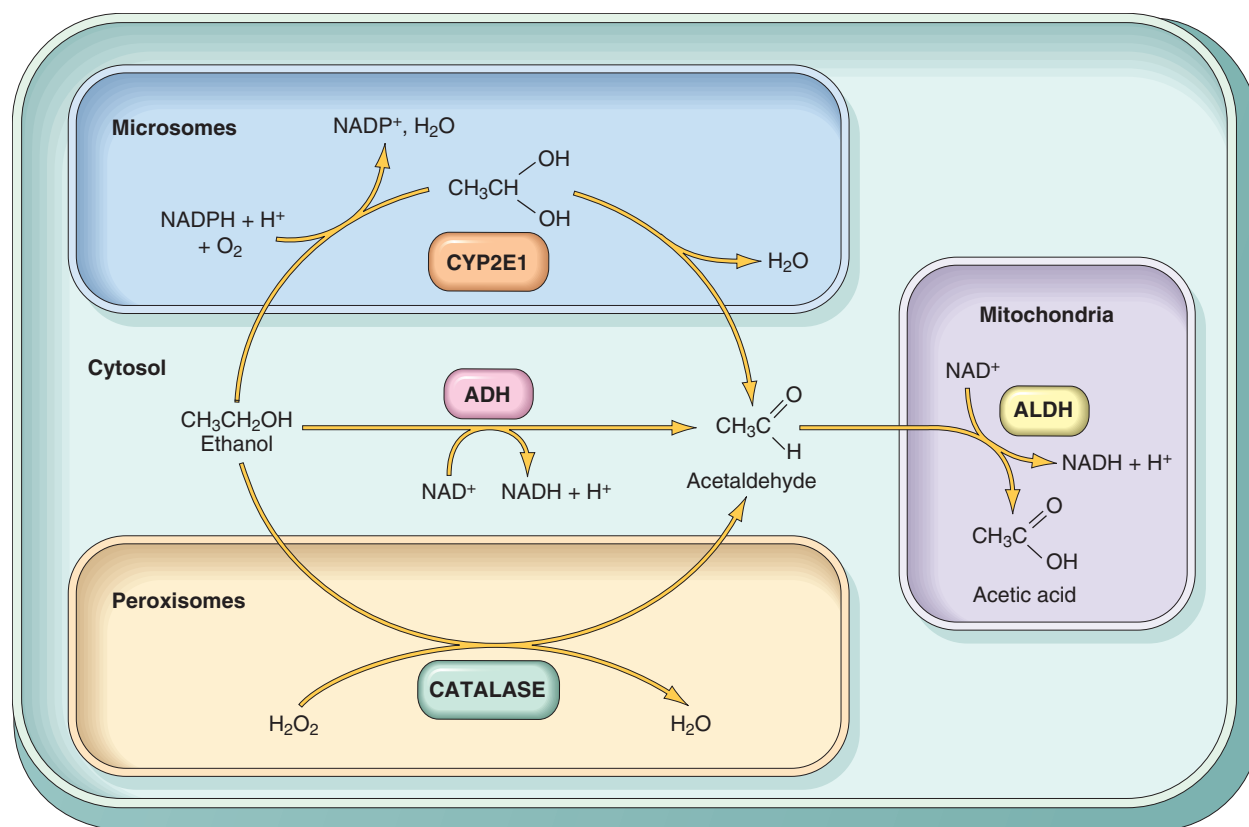 Microsomes
NADP⁺, H₂O
OH
CH₃CH
OH
NADPH + H⁺
+ O₂
CYP2E1
H₂O
Mitochondria
Cytosol
NAD⁺
ADH
ALDH
O
CH₃CH₂OH
Ethanol
CH₃C
H
NADH + H⁺
NAD⁺
NADH + H⁺
Acetaldehyde
O
CH₃C
OH
Acetic acid
Peroxisomes
CATALASE
H₂O₂
H₂O